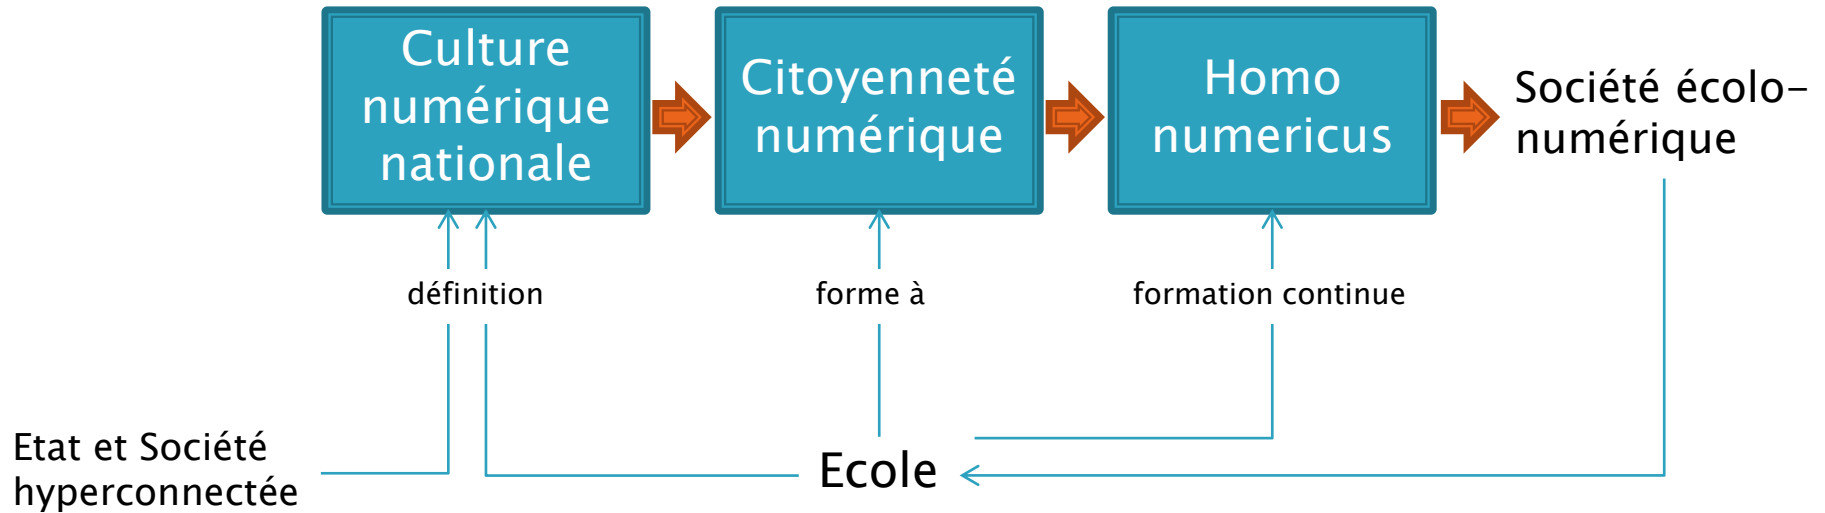 Culture
numérique
nationale
Citoyenneté
numérique
Homo
numericus
Société écolo-
numérique
définition
forme à
formation continue
Etat et Société
hyperconnectée
Ecole